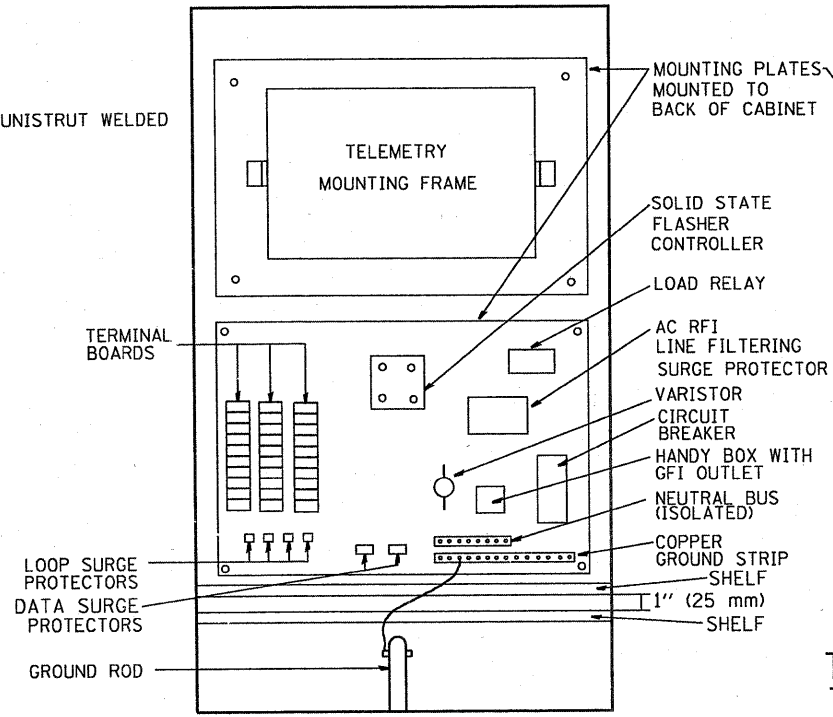 MOUNTING PLATES
MOUNTED TO
BACK OF CABINET
UNISTRUT WELDED
TELEMETRY
MOUNTING FRAME
SOLID STATE
FLASHER
CONTROLLER
LOAD RELAY
TERMINAL
BOARDS
AC RFI
LINE FILTERING
SURGE PROTECTOR
VARISTOR
CIRCUIT
BREAKER
HANDY BOX WITH
GFI OUTLET
NEUTRAL BUS
(ISOLATED)
COPPER
GROUND STRIP
LOOP SURGE
PROTECTORS
SHELF
1" (25 mm)
DATA SURGE
PROTECTORS
SHELF
GROUND ROD